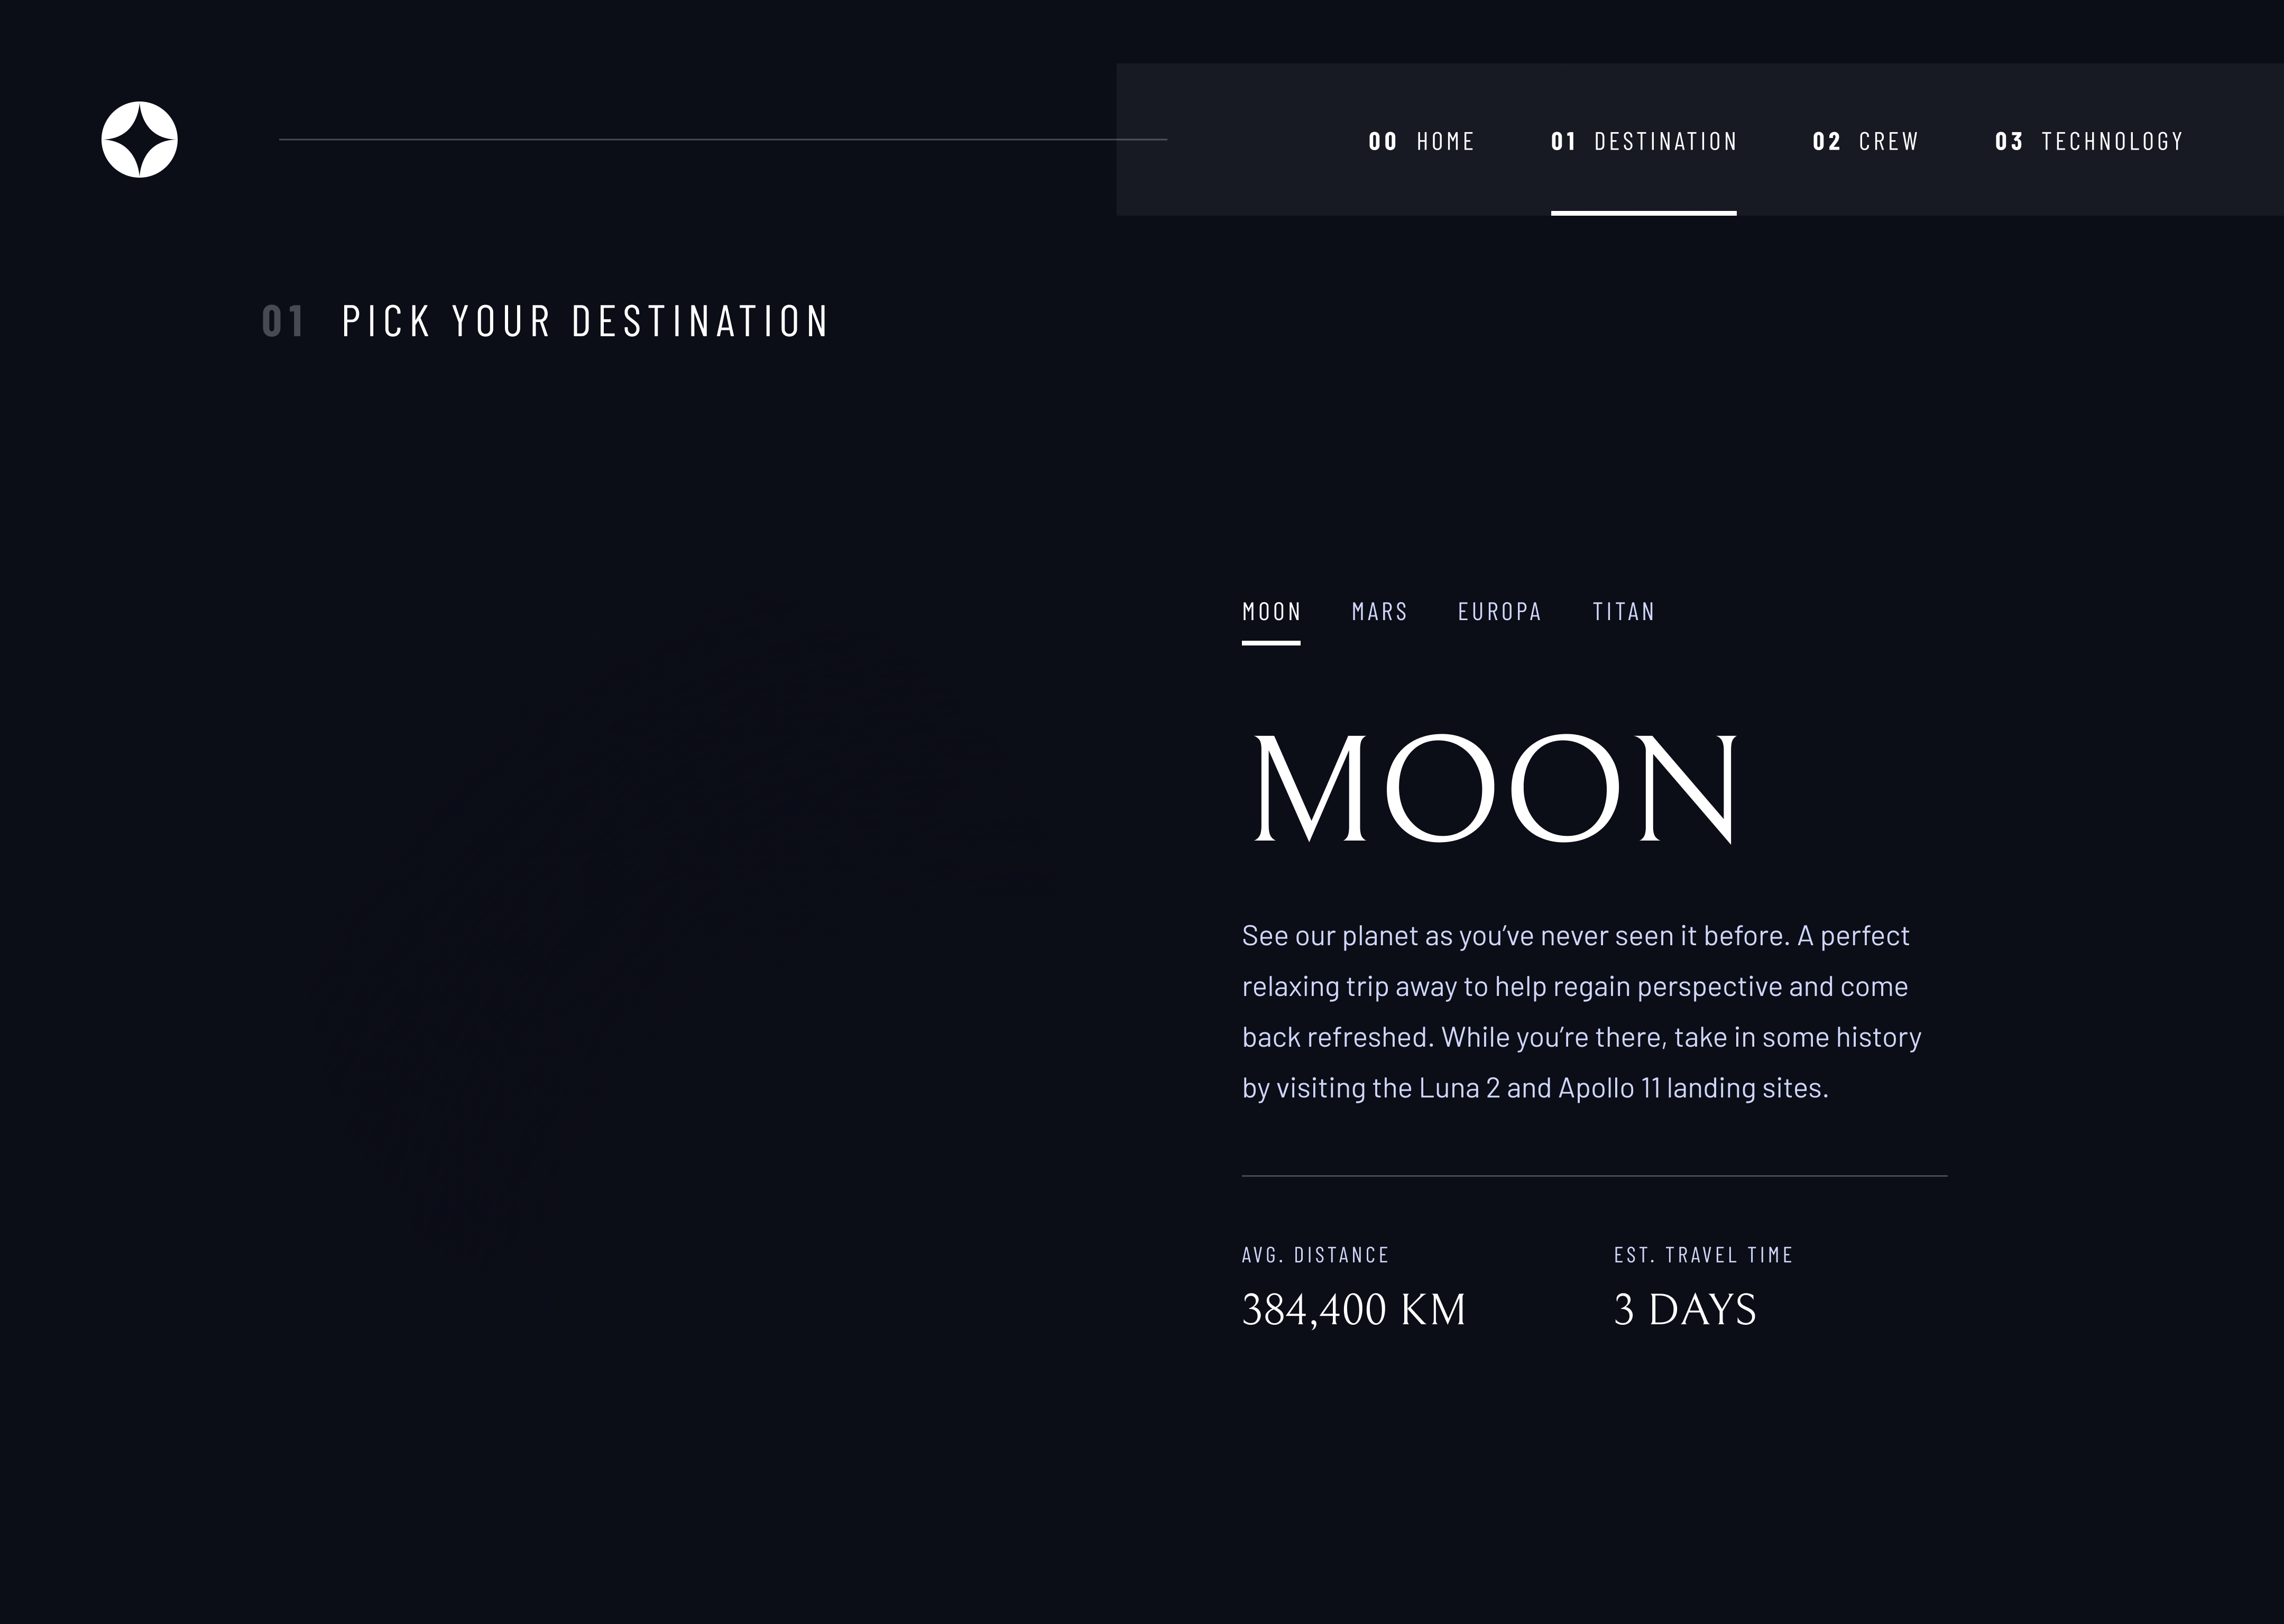 00 HOME 01 DESTINATION 02 CREW 03 TECHNOLOGY
01 PICK YOUR DESTINATION
MOON MARS EUROPA TITAN
MOON
See our planet as you’ve never seen it before. A perfect
relaxing trip away to help regain perspective and come
back refreshed. While you’re there, take in some history
by visiting the Luna 2 and Apollo 11 landing sites.
AVG. DISTANCE
384,400 KM
EST. TRAVEL TIME
3 DAYS